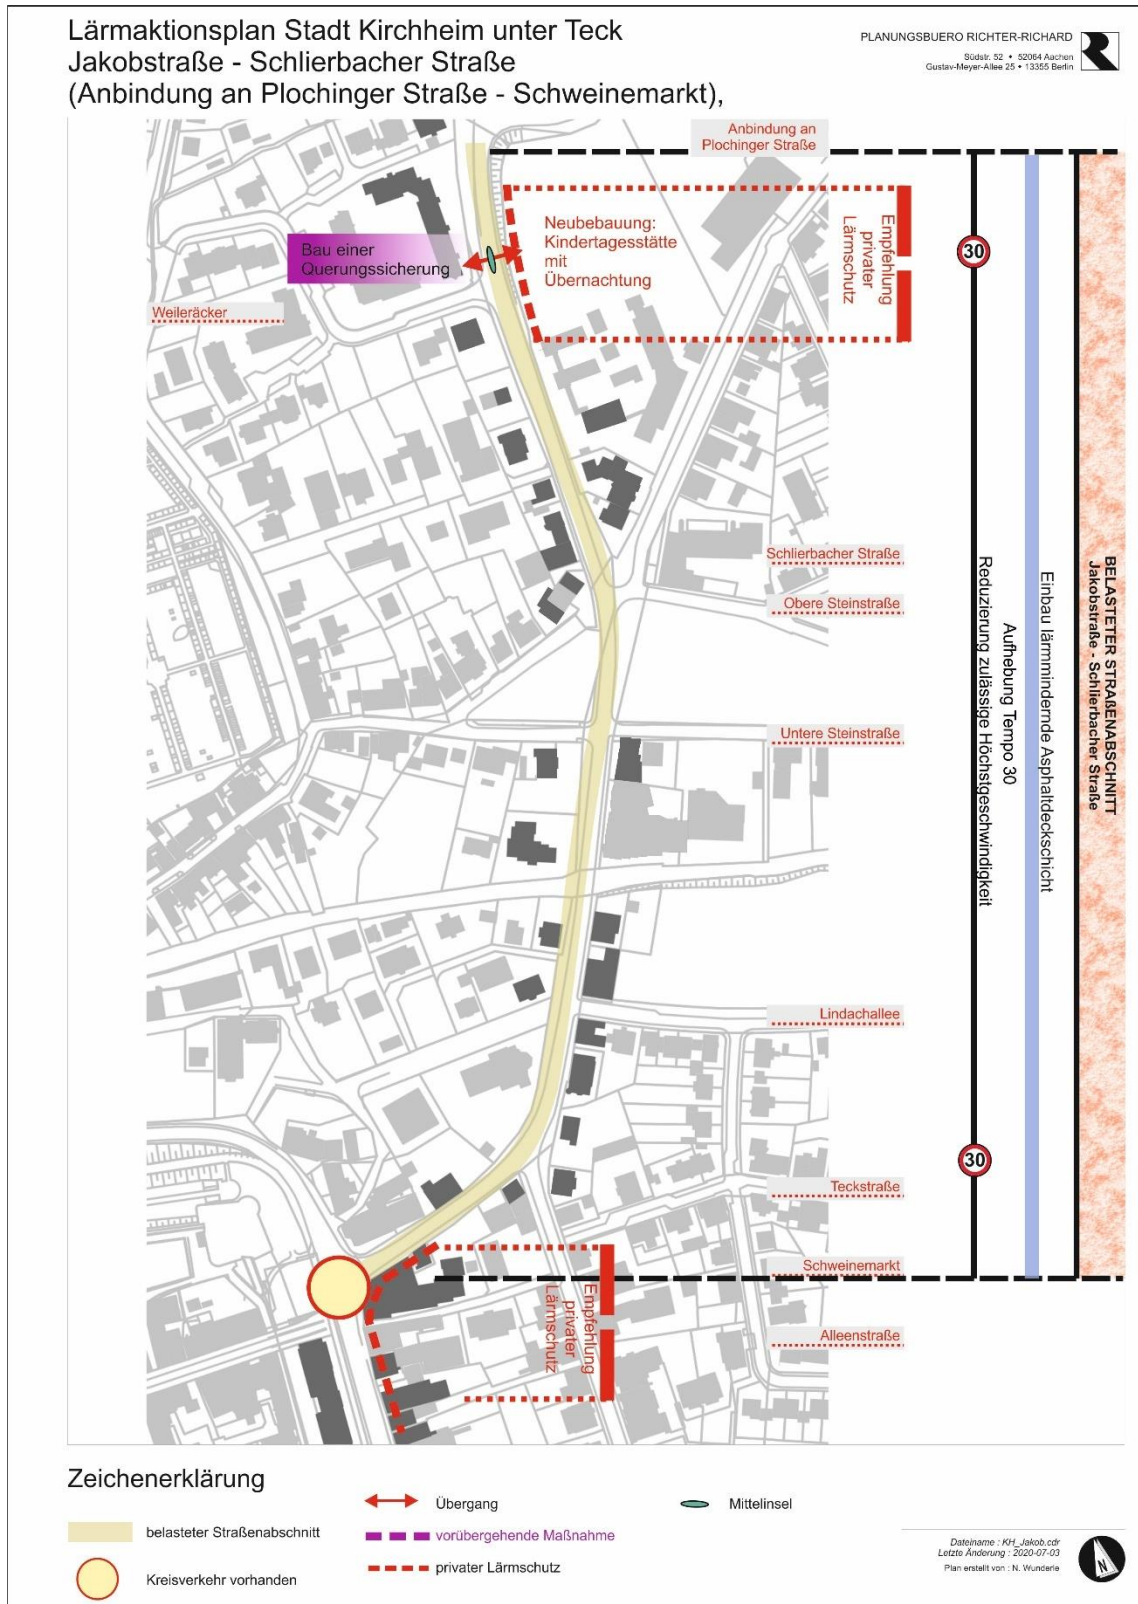 Lärmaktionsplan Stadt Kirchheim unter Teck
Jakobstraße - Schlierbacher Straße
(Anbindung an Plochinger Straße - Schweinemarkt),
PLANUNGSBUERO RICHTER-RICHARD
Südstr. 52 • 52064 Aachen
Gustav-Meyer-Allee 25 • 13355 Berlin
R
Anbindung an
Plochinger Straße
Neubebauung:
Kindertagesstätte
mit
Übernachtung
Empfehlung
privater
Lärmschutz
30
Bau einer
Querungssicherung
Weileräcker
Schlierbacher Straße
Obere Steinstraße
Untere Steinstraße
Reduzierung zulässige Höchstgeschwindigkeit
Aufhebung Tempo 30
Einbau lärmmindernde Asphaltdeckschicht
BELASTETER STRAßENABSCHNITT
Jakobstraße - Schlierbacher Straße
Lindachallee
30
Teckstraße
Schweinemarkt
Empfehlung
privater
Lärmschutz
Alleenstraße
Zeichenerklärung
belasteter Straßenabschnitt
Kreisverkehr vorhanden
Übergang
vorübergehende Maßnahme
privater Lärmschutz
Mittelinsel
Dateiname : KH_Jakob.cdr
Letzte Änderung : 2020-07-03
Plan erstellt von : N. Wunderle
N